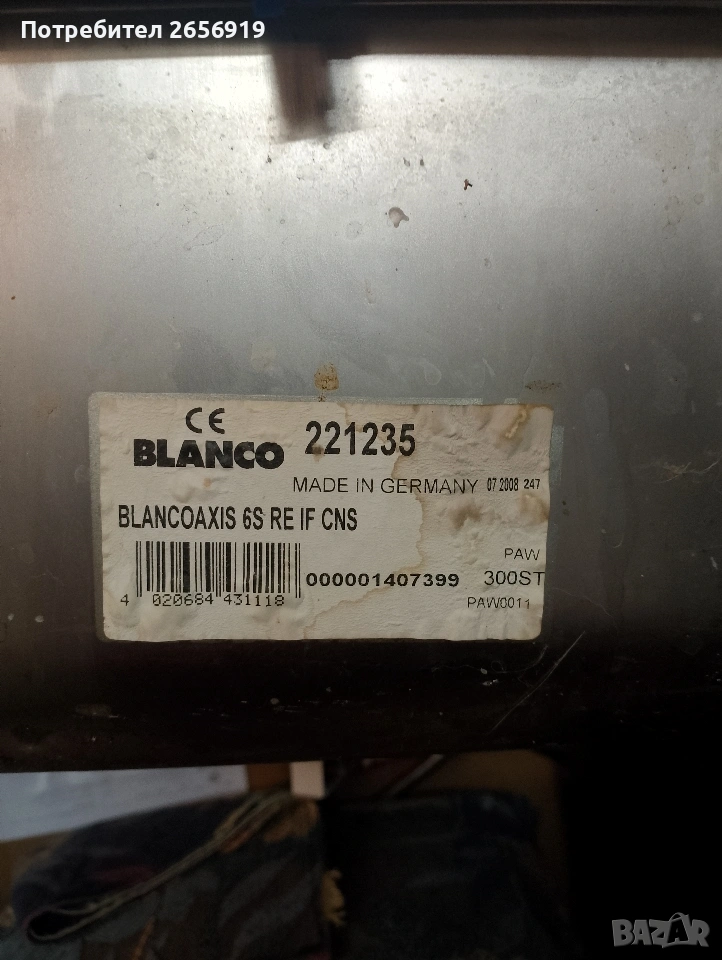 Потребител 2656919
CE
BLANCO 221235
MADE IN GERMANY 07 2008 247
BLANCOAXIS 6S RE IF CNS
PAW
000001407399 300ST
4 020684 431118
PAW0011
BAZAR